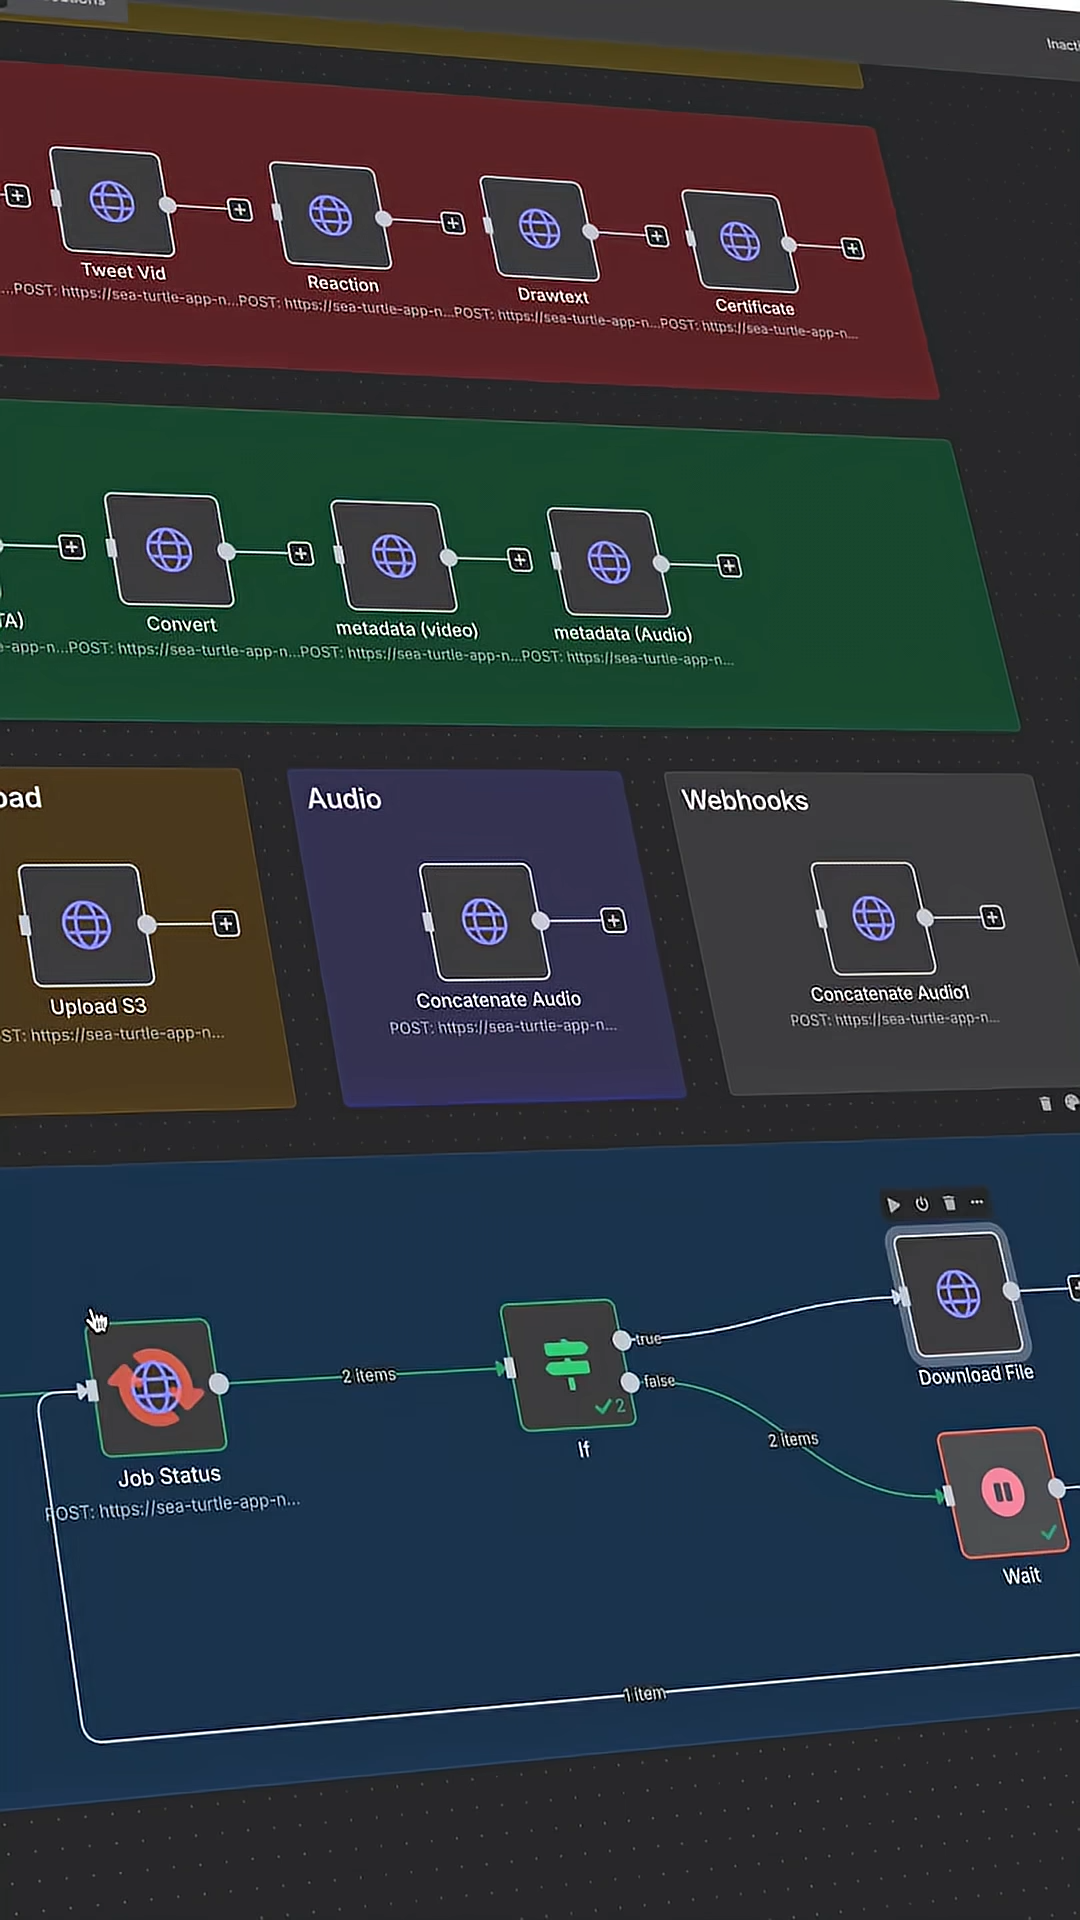 Inacti
Tweet Vid
...POST: https://sea-turtle-app-n...
Reaction
POST: https://sea-turtle-app-n...
Drawtext
POST: https://sea-turtle-app-n...
Certificate
POST: https://sea-turtle-app-n...
TA)
e-app-n...
Convert
POST: https://sea-turtle-app-n...
metadata (video)
POST: https://sea-turtle-app-n...
metadata (Audio)
POST: https://sea-turtle-app-n...
oad
Upload S3
ST: https://sea-turtle-app-n...
Audio
Concatenate Audio
POST: https://sea-turtle-app-n...
Webhooks
Concatenate Audio1
POST: https://sea-turtle-app-n...
Job Status
POST: https://sea-turtle-app-n...
2 items
true
false
2
If
2 items
Download File
Wait
1 item